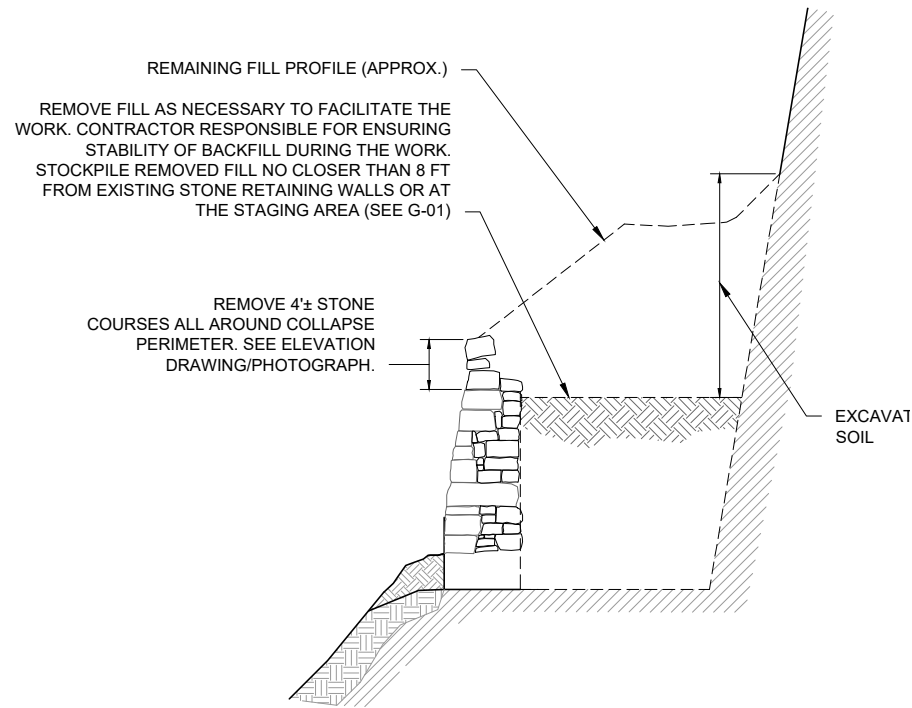 REMAINING FILL PROFILE (APPROX.)
REMOVE FILL AS NECESSARY TO FACILITATE THE
WORK. CONTRACTOR RESPONSIBLE FOR ENSURING
STABILITY OF BACKFILL DURING THE WORK.
STOCKPILE REMOVED FILL NO CLOSER THAN 8 FT
FROM EXISTING STONE RETAINING WALLS OR AT
THE STAGING AREA (SEE G-01)
REMOVE 4'± STONE
COURSES ALL AROUND COLLAPSE
PERIMETER. SEE ELEVATION
DRAWING/PHOTOGRAPH.
EXCAVAT
SOIL